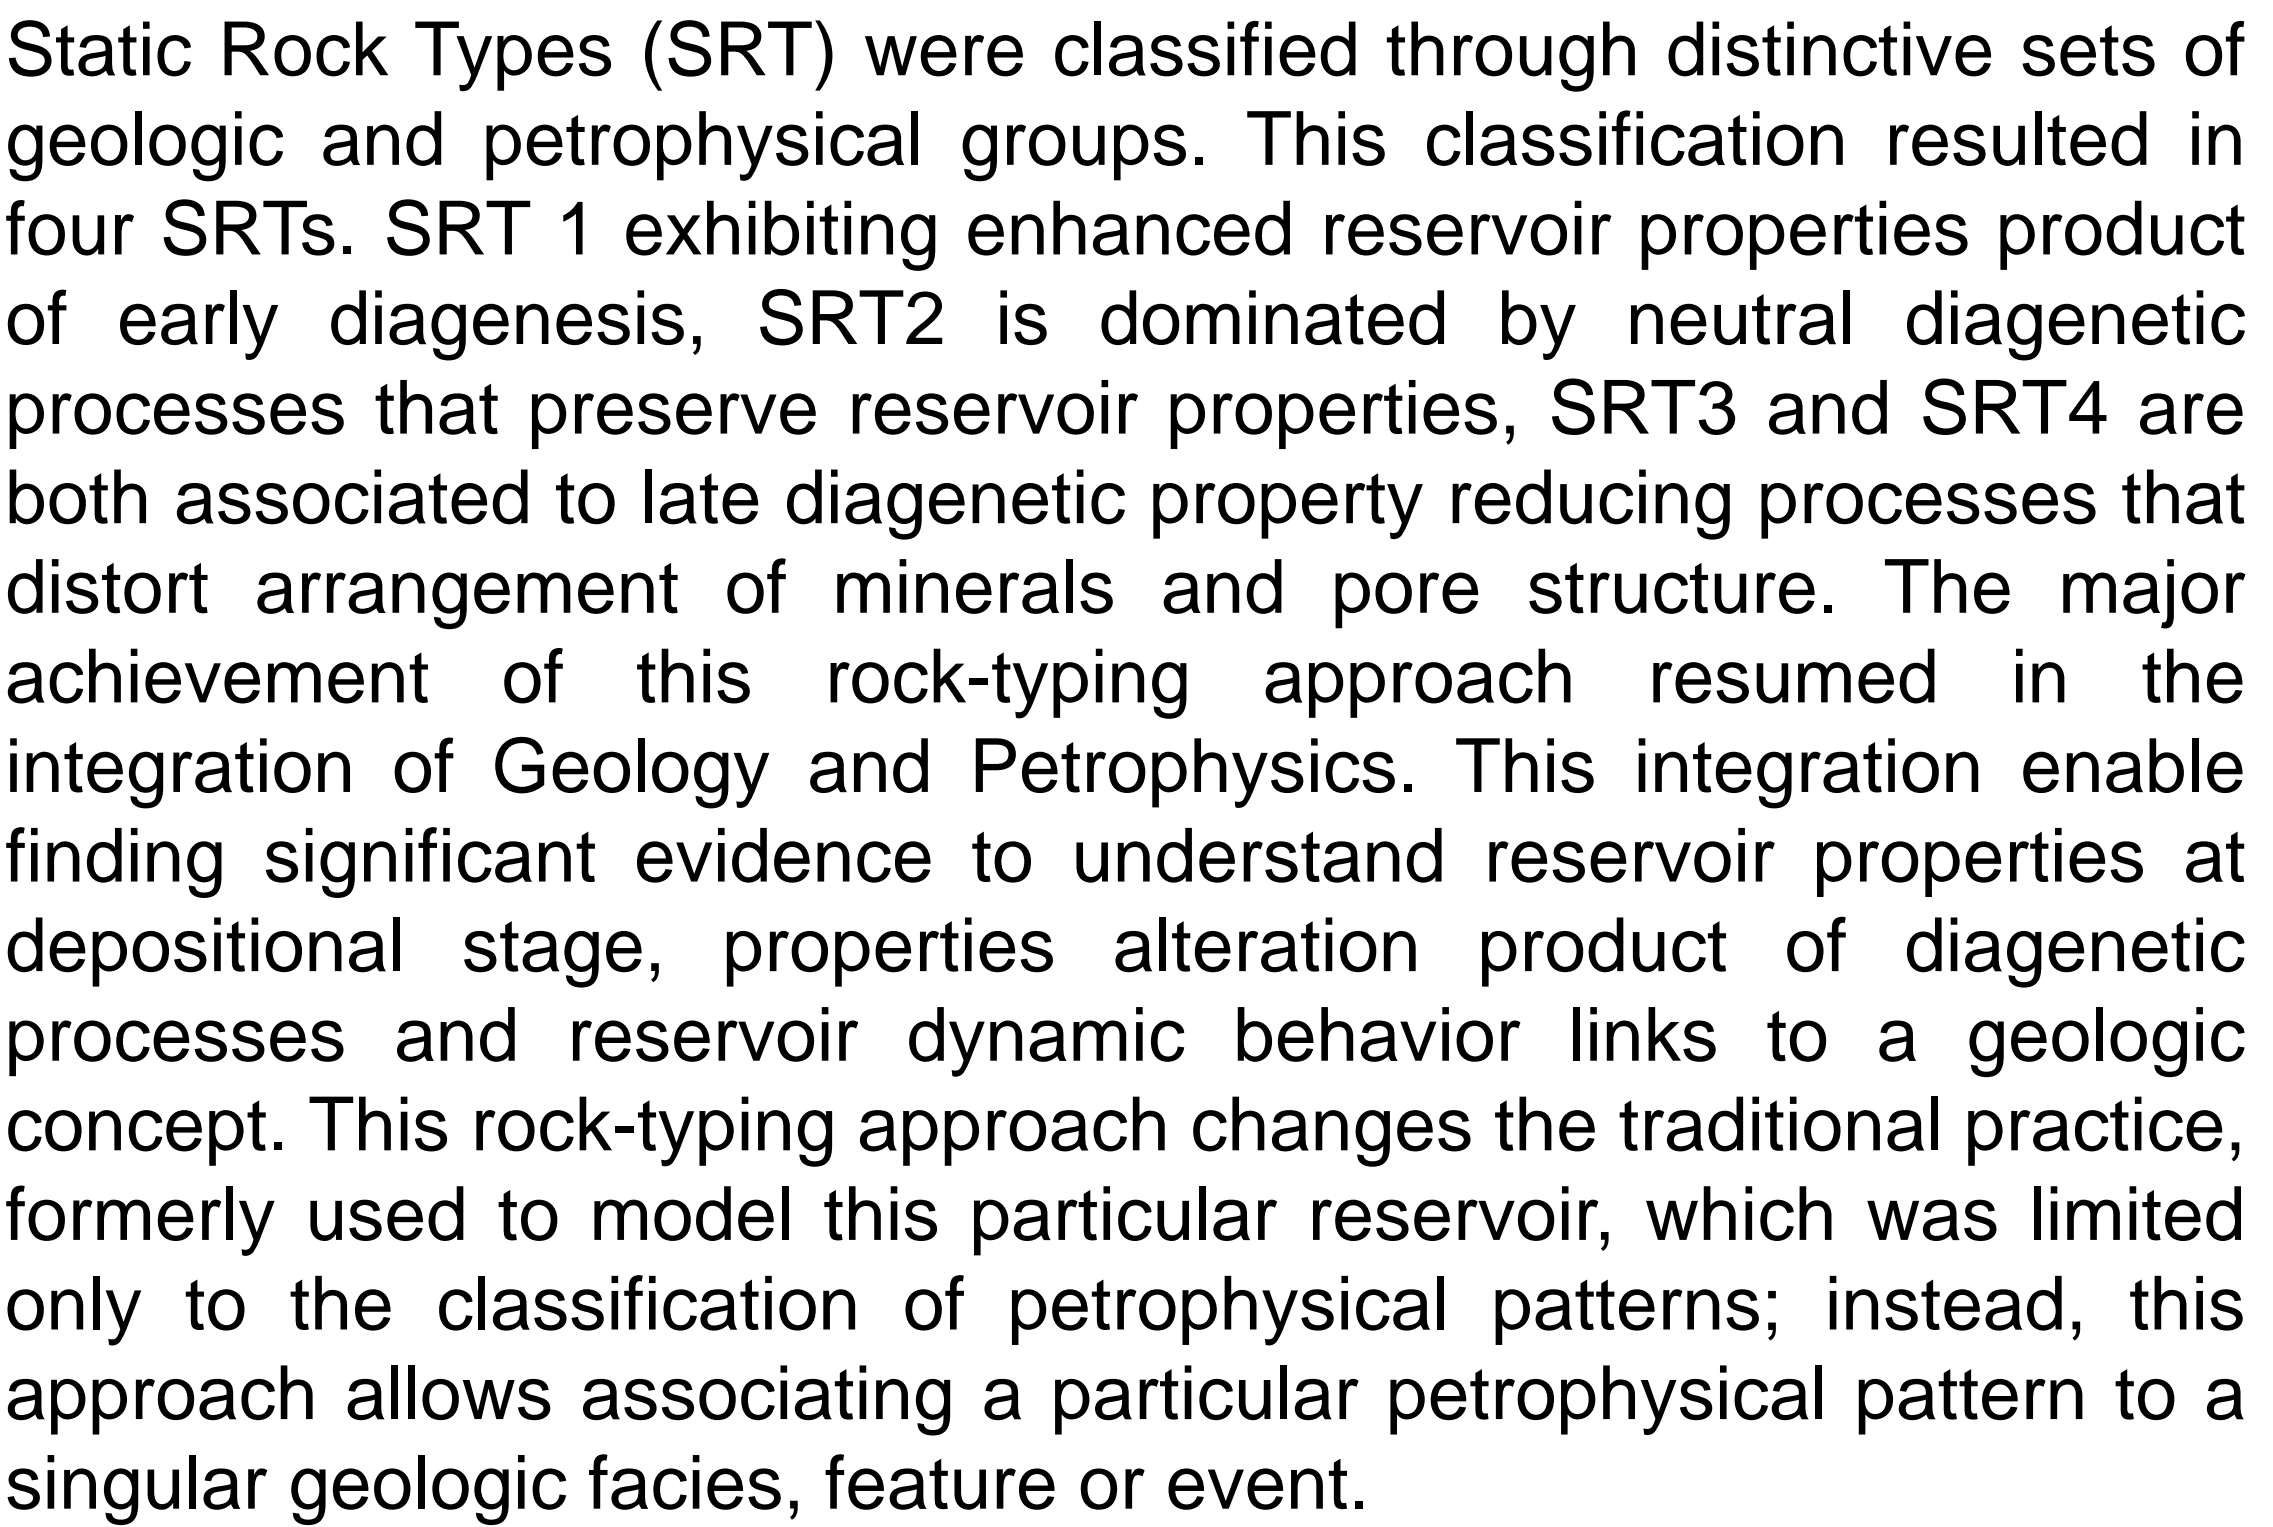 Static Rock Types (SRT) were classified through distinctive sets of
geologic and petrophysical groups. This classification resulted in
four SRTs. SRT 1 exhibiting enhanced reservoir properties product
of early diagenesis, SRT2 is dominated by neutral diagenetic
processes that preserve reservoir properties, SRT3 and SRT4 are
both associated to late diagenetic property reducing processes that
distort arrangement of minerals and pore structure. The major
achievement of this rock-typing approach resumed in the
integration of Geology and Petrophysics. This integration enable
finding significant evidence to understand reservoir properties at
depositional stage, properties alteration product of diagenetic
processes and reservoir dynamic behavior links to a geologic
concept. This rock-typing approach changes the traditional practice,
formerly used to model this particular reservoir, which was limited
only to the classification of petrophysical patterns; instead, this
approach allows associating a particular petrophysical pattern to a
singular geologic facies, feature or event.